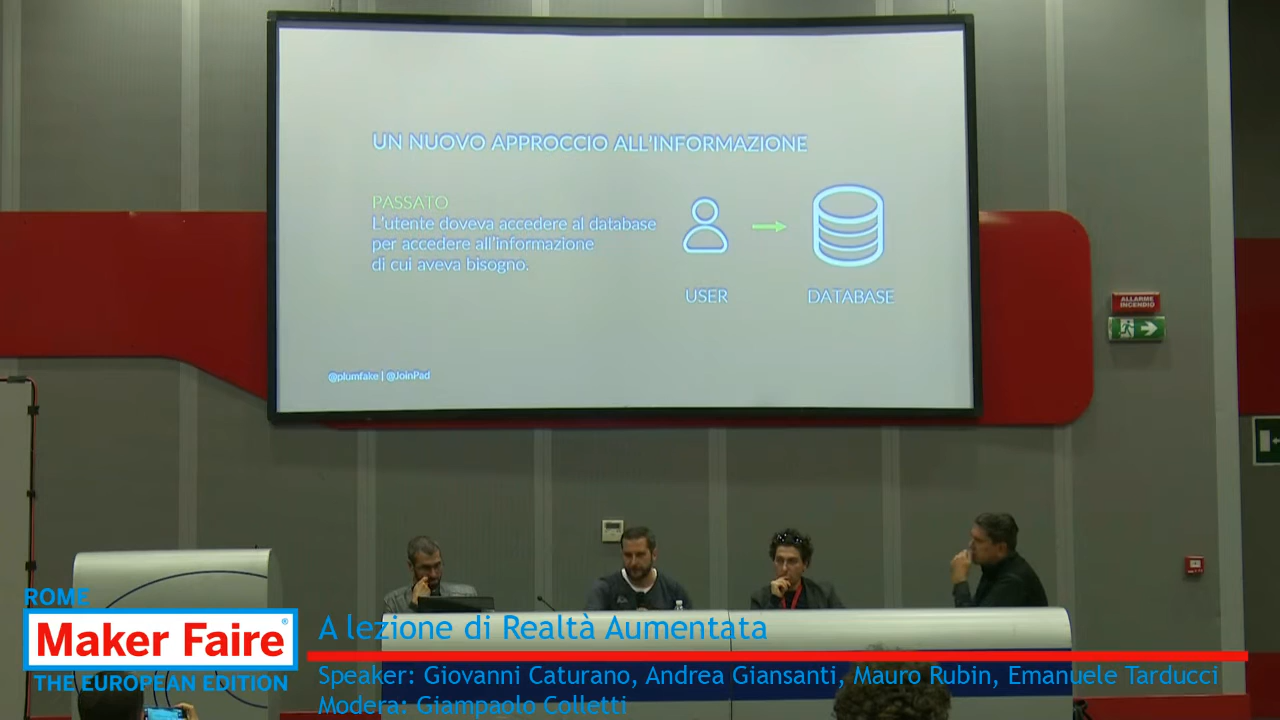 UN NUOVO APPROCCIO ALL'INFORMAZIONE
PASSATO
L'utente doveva accedere al database
per accedere all'informazione
di cui aveva bisogno.
USER
DATABASE
@plumfake | @JoinPad
ALLARME
INCENDIO
ROME
Maker Faire®
THE EUROPEAN EDITION
A lezione di Realtà Aumentata
Speaker: Giovanni Caturano, Andrea Giansanti, Mauro Rubin, Emanuele Tarducci
Modera: Giampaolo Colletti